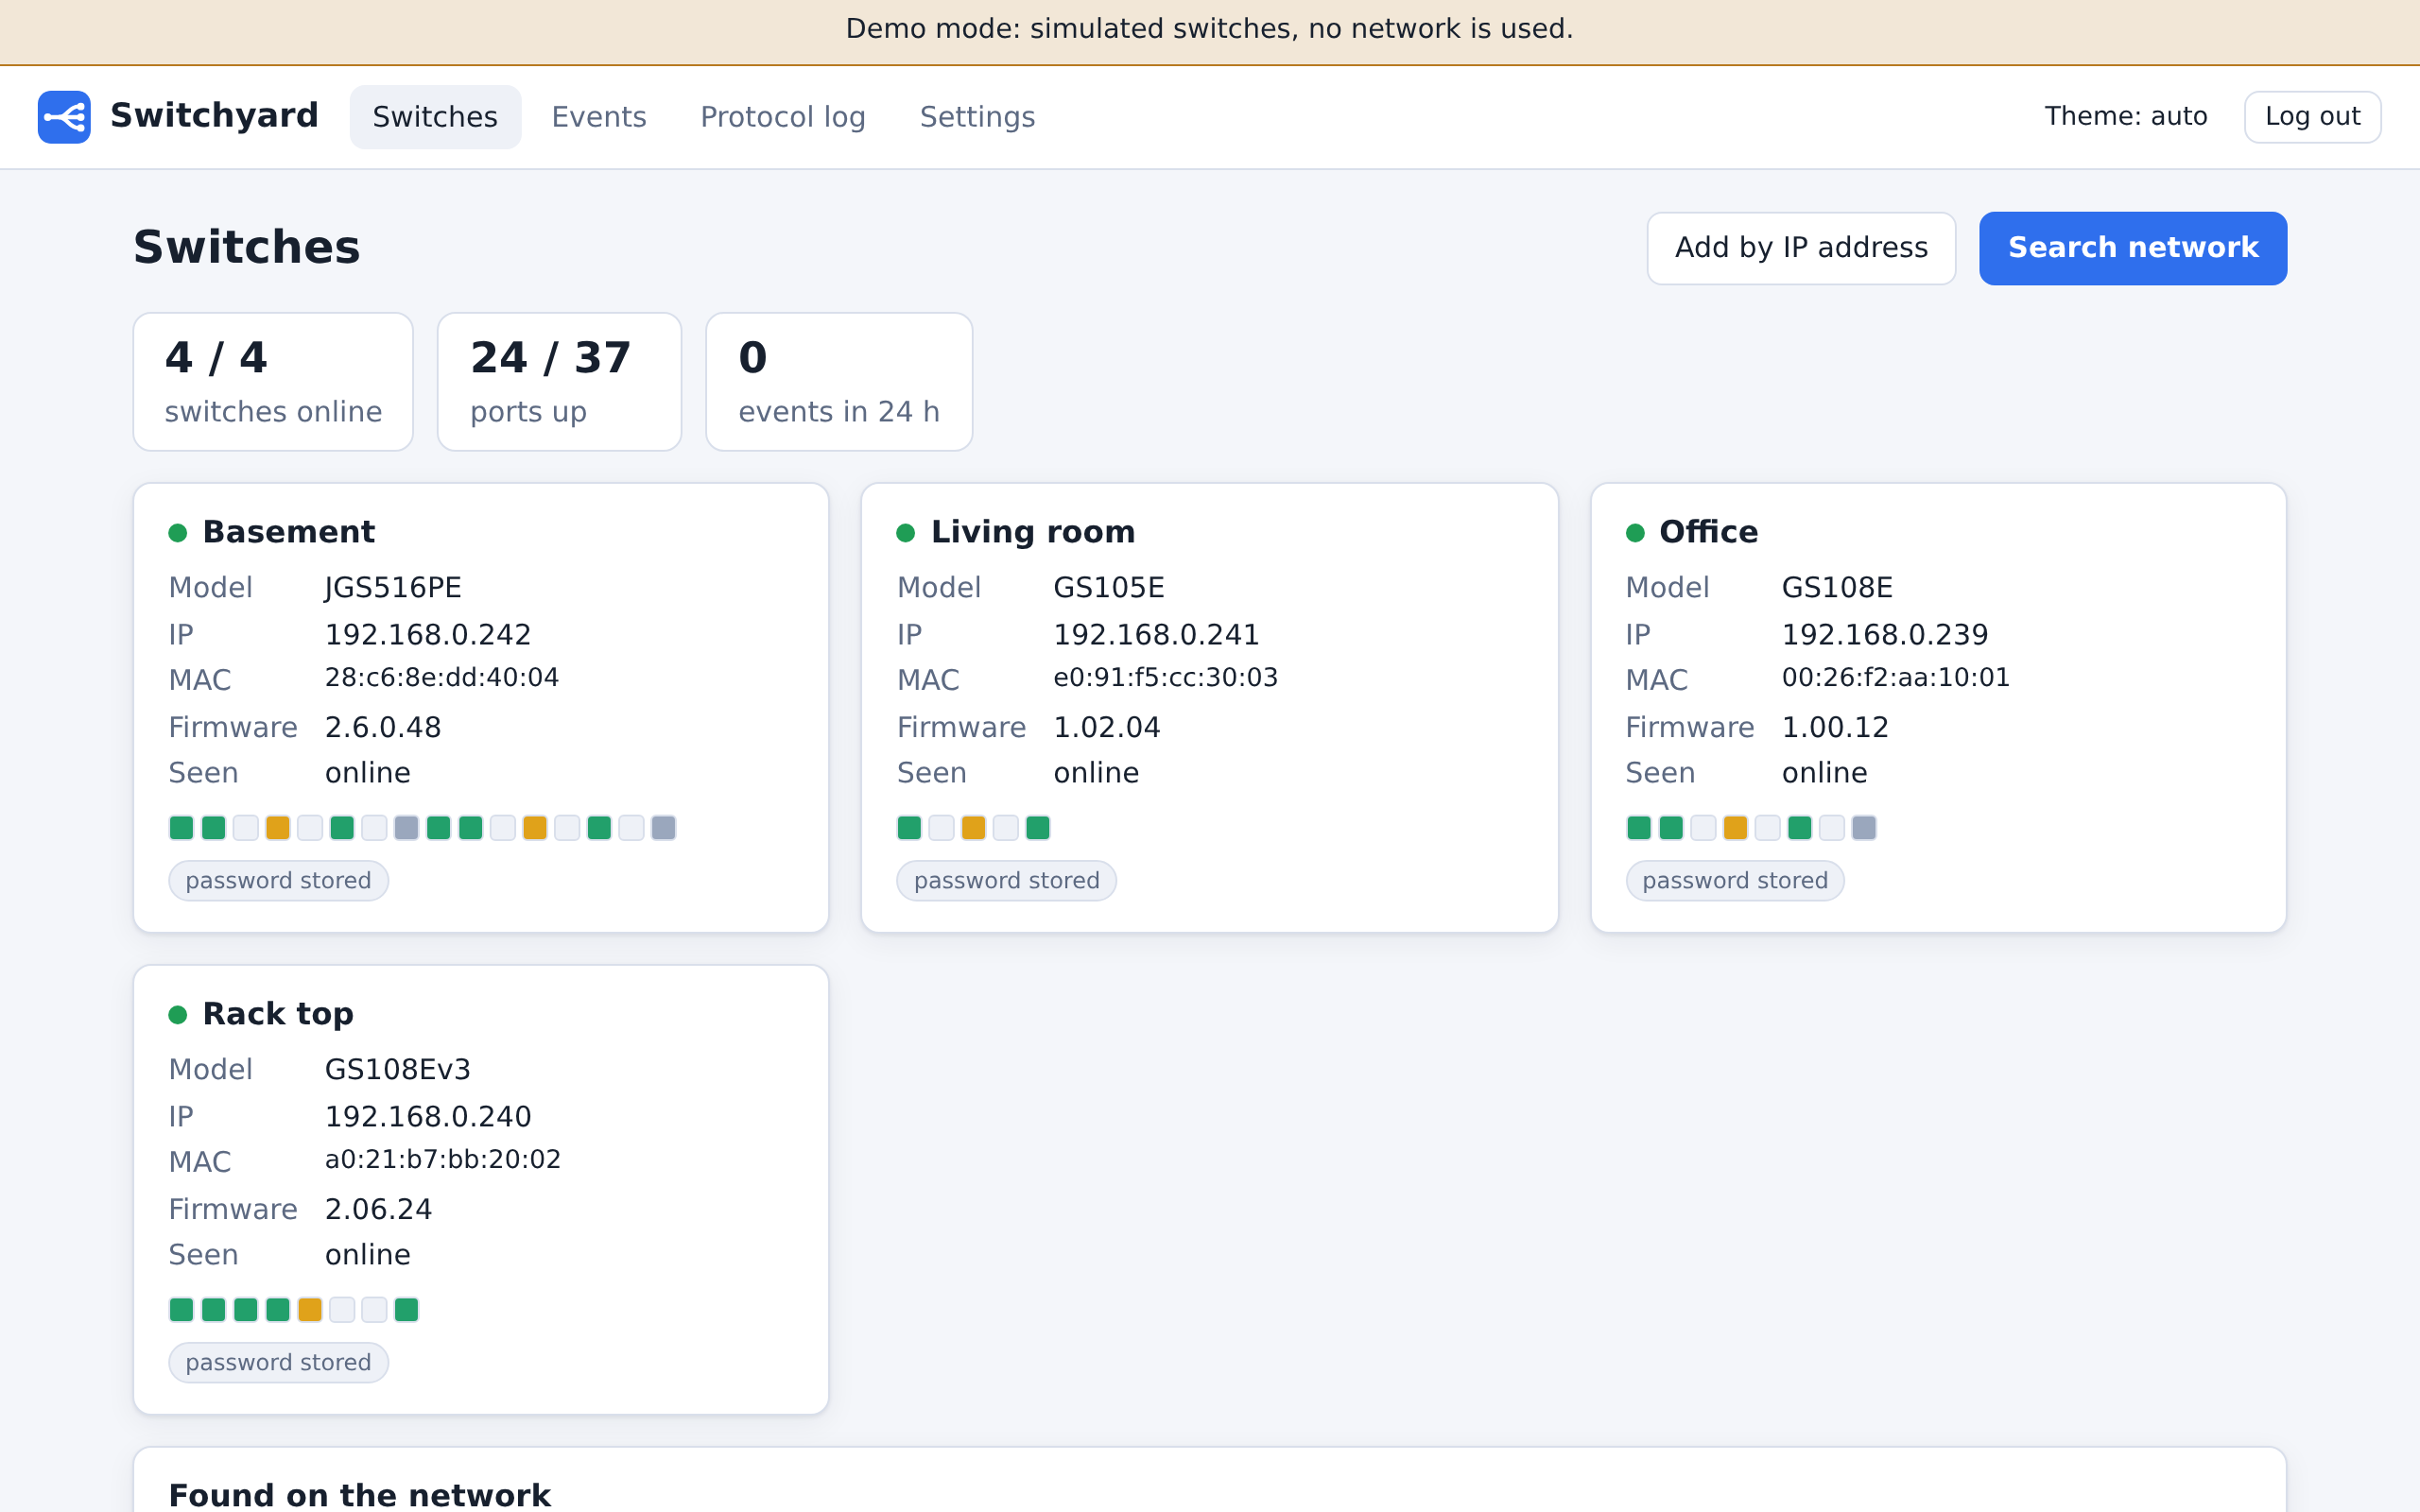 Demo mode: simulated switches, no network is used.
Switchyard Switches Events Protocol log Settings Theme: auto Log out
Switches Add by IP address Search network
4 / 4 24 / 37 0
switches online ports up events in 24 h
Basement
Model JGS516PE
IP 192.168.0.242
MAC 28:c6:8e:dd:40:04
Firmware 2.6.0.48
Seen online
password stored
Living room
Model GS105E
IP 192.168.0.241
MAC e0:91:f5:cc:30:03
Firmware 1.02.04
Seen online
password stored
Office
Model GS108E
IP 192.168.0.239
MAC 00:26:f2:aa:10:01
Firmware 1.00.12
Seen online
password stored
Rack top
Model GS108Ev3
IP 192.168.0.240
MAC a0:21:b7:bb:20:02
Firmware 2.06.24
Seen online
password stored
Found on the network